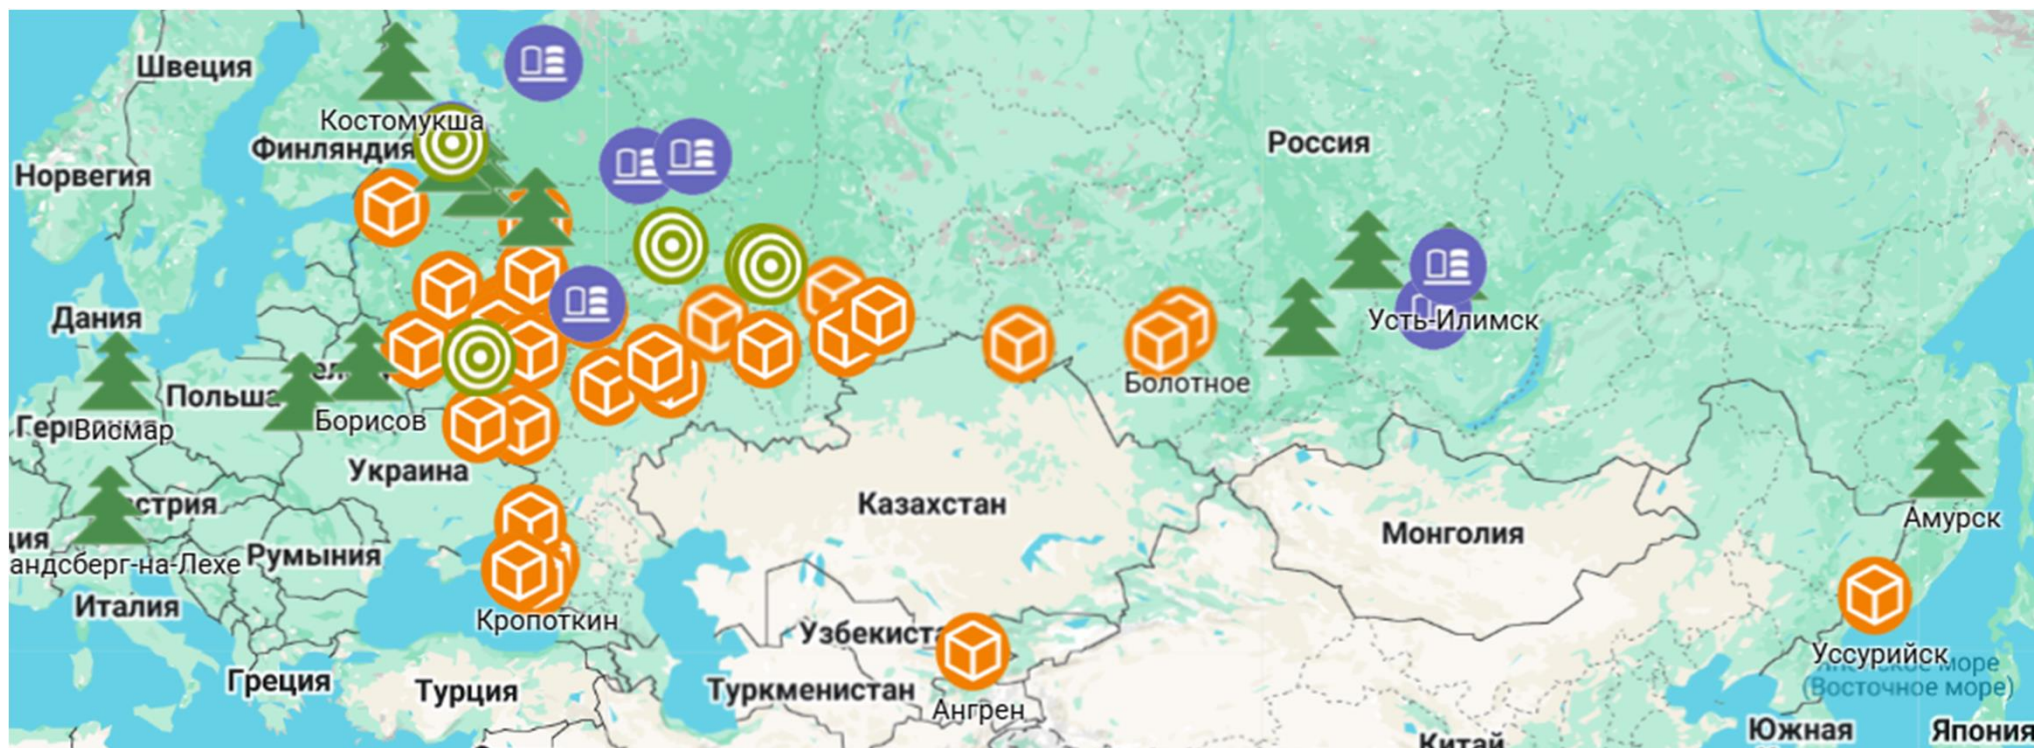 Швеция
Костомукша
Финляндия
Россия
Норвегия
Дания
Усть-Илимск
Польша
Болотное
Борисов
Висмар
Украина
Казахстан
Монголия
Амурск
Румыния
Италия
Кропоткин
Уссурийск
(Восточное море)
Греция
Турция
Туркменистан
Ангрен
Южная
Япония
Китай